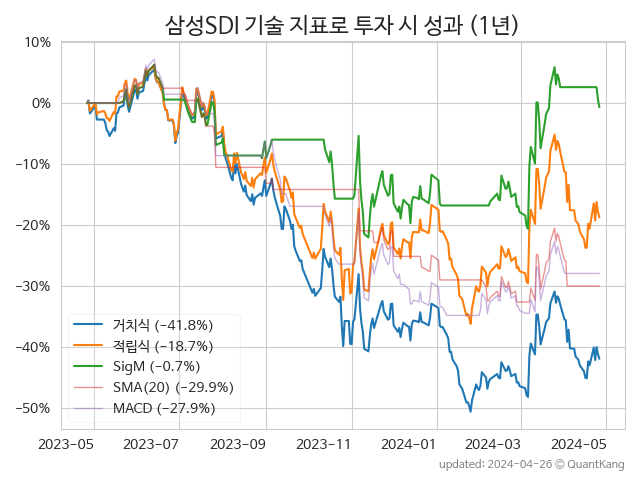 삼성SDI 기술 지표로 투자 시 성과 (1년)
10%
0%
−10%
−20%
−30%
−40%
−50%
거치식 (−41.8%)
적립식 (−18.7%)
SigM (−0.7%)
SMA(20) (−29.9%)
MACD (−27.9%)
2023-05 2023-07 2023-09 2023-11 2024-01 2024-03 2024-05
updated: 2024-04-26 © QuantKang